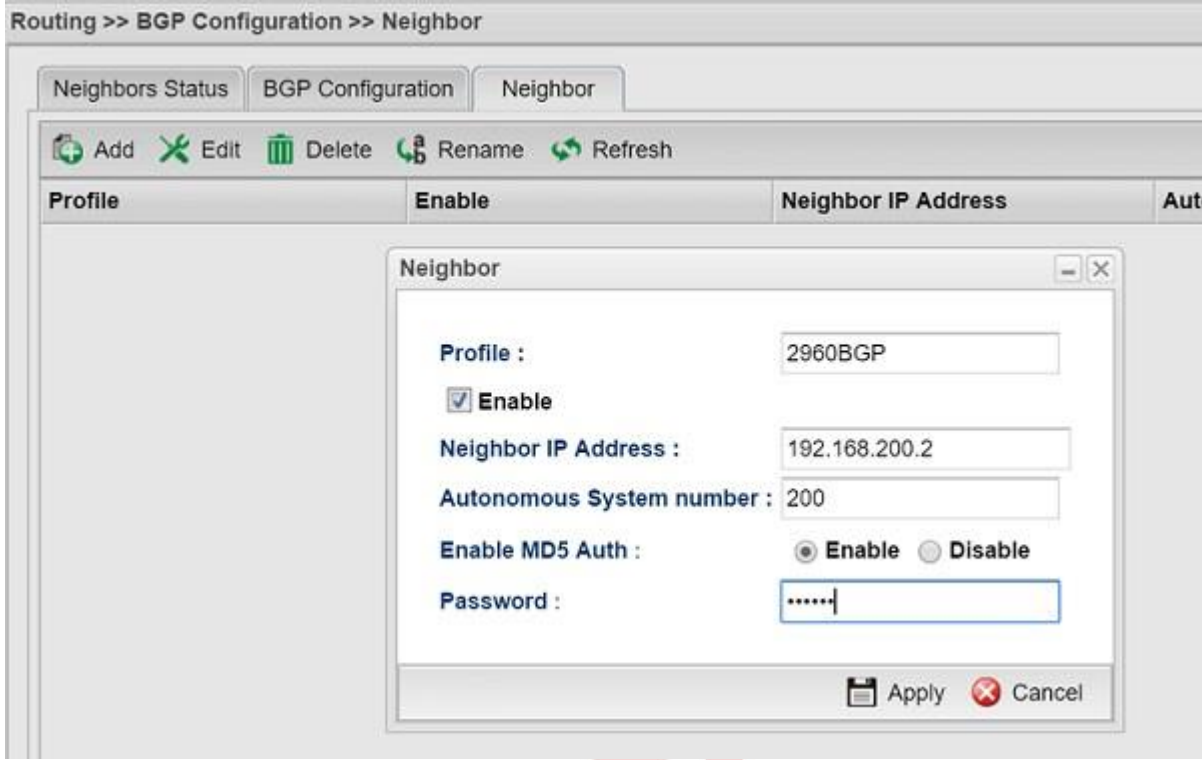 Routing >> BGP Configuration >> Neighbor
Neighbors Status BGP Configuration Neighbor
Add Edit Delete Rename Refresh
Profile Enable Neighbor IP Address Aut
Neighbor
Profile : 2960BGP
Enable
Neighbor IP Address : 192.168.200.2
Autonomous System number : 200
Enable MD5 Auth : Enable Disable
Password : ••••••
Apply Cancel